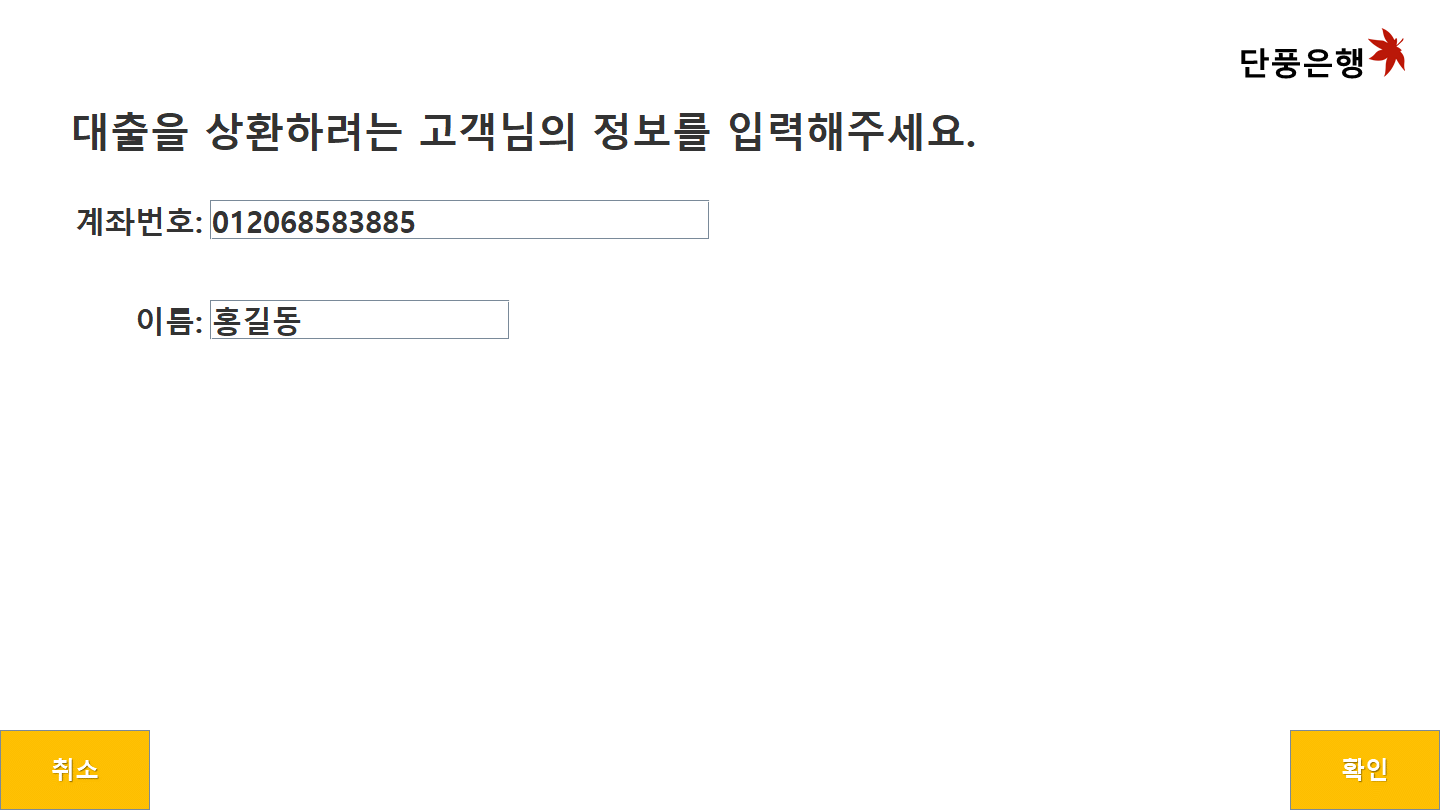 단풍은행
대출을 상환하려는 고객님의 정보를 입력해주세요.
계좌번호: 012068583885
이름: 홍길동
취소
확인